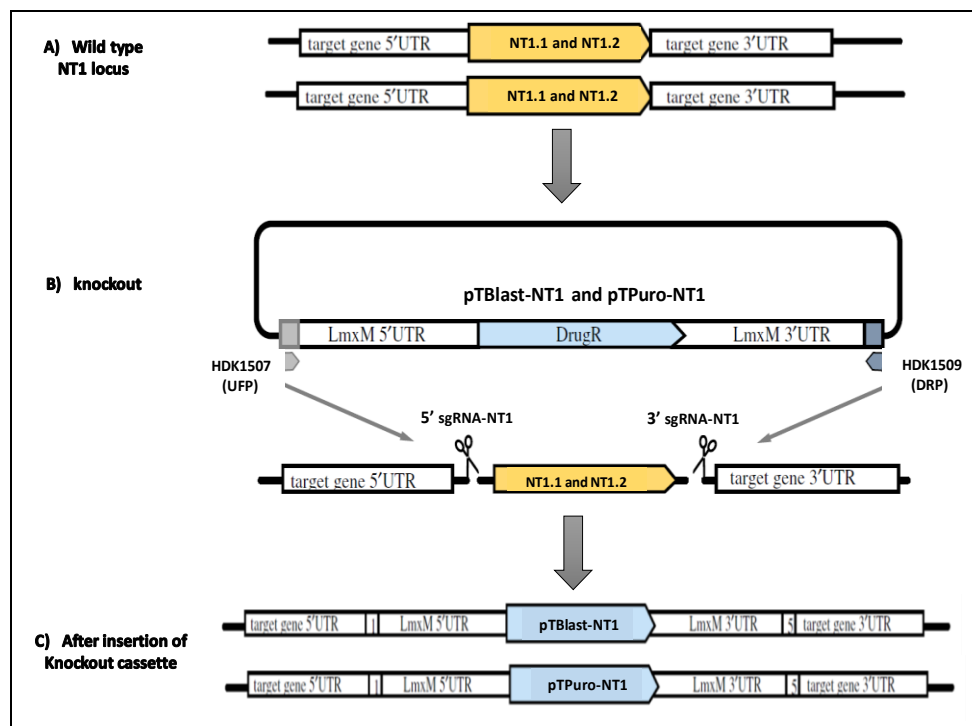 A) Wild type
NT1 locus
target gene 5′UTR
NT1.1 and NT1.2
target gene 3′UTR
target gene 5′UTR
NT1.1 and NT1.2
target gene 3′UTR
B) knockout
pTBlast-NT1 and pTPuro-NT1
LmxM 5′UTR
DrugR
LmxM 3′UTR
HDK1507
(UFP)
HDK1509
(DRP)
5′ sgRNA-NT1
3′ sgRNA-NT1
target gene 5′UTR
NT1.1 and NT1.2
target gene 3′UTR
C) After insertion of
Knockout cassette
target gene 5′UTR
1
LmxM 5′UTR
pTBlast-NT1
LmxM 3′UTR
5
target gene 3′UTR
target gene 5′UTR
1
LmxM 5′UTR
pTPuro-NT1
LmxM 3′UTR
5
target gene 3′UTR